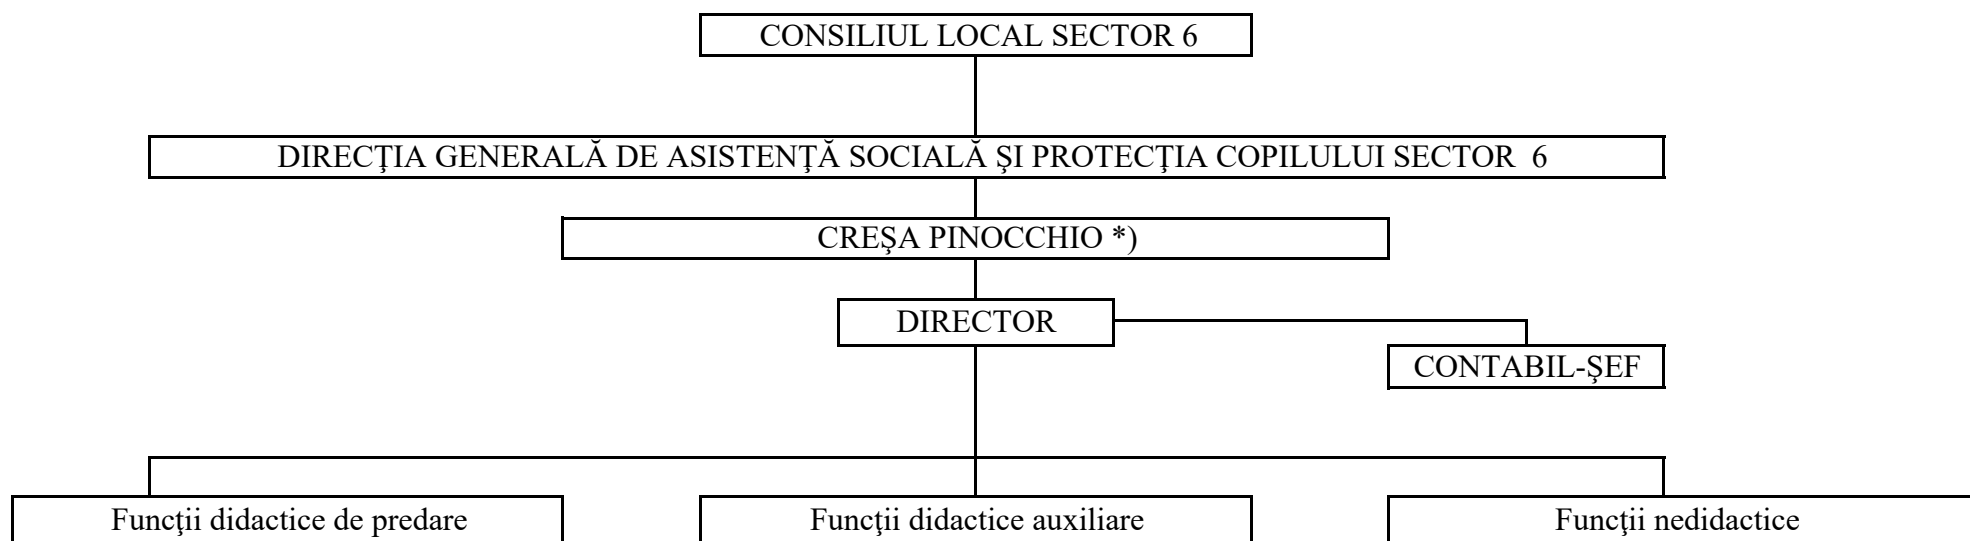 CONSILIUL LOCAL SECTOR 6
DIRECŢIA GENERALĂ DE ASISTENŢĂ SOCIALĂ ŞI PROTECŢIA COPILULUI SECTOR 6
CREŞA PINOCCHIO *)
DIRECTOR
CONTABIL-ŞEF
Funcţii didactice de predare
Funcţii didactice auxiliare
Funcţii nedidactice